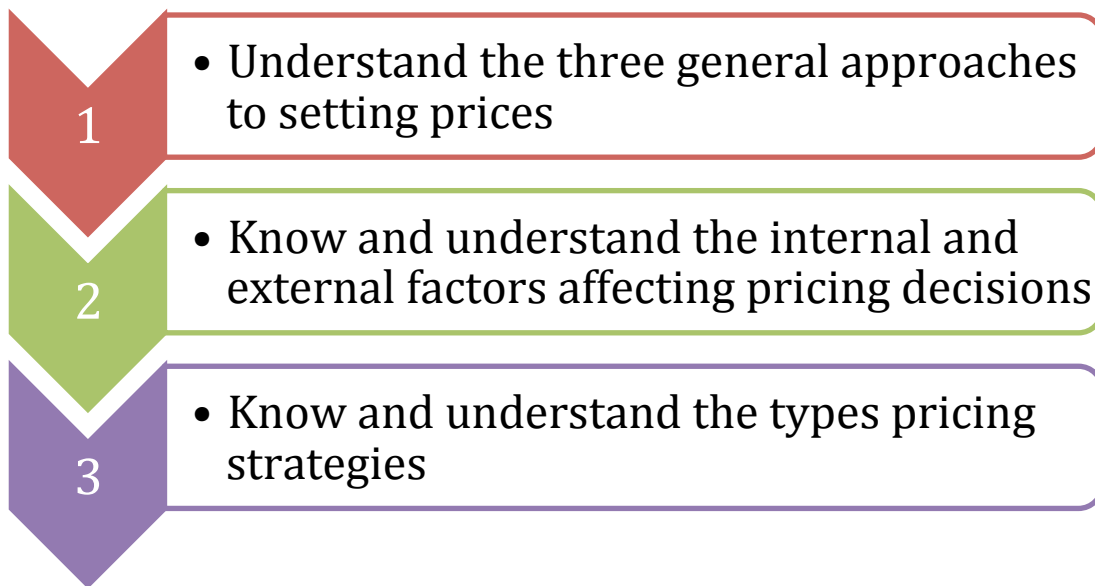 1
• Understand the three general approaches
to setting prices
2
• Know and understand the internal and
external factors affecting pricing decisions
3
• Know and understand the types pricing
strategies